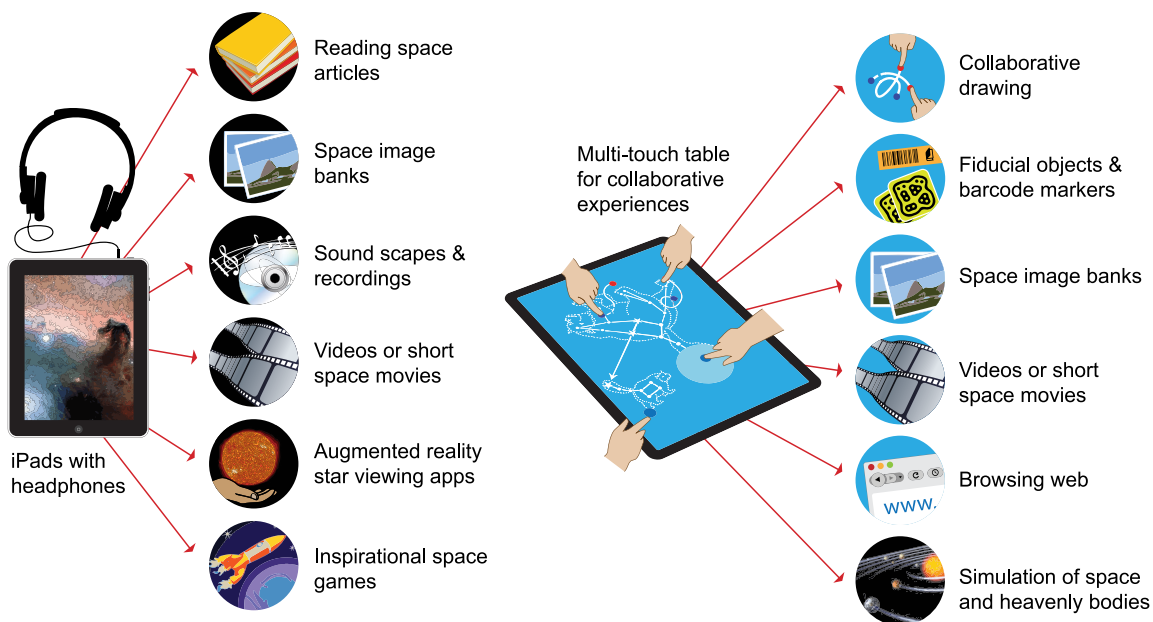 Reading space
articles
Space image
banks
Sound scapes &
recordings
Videos or short
space movies
Augmented reality
star viewing apps
Inspirational space
games
iPads with
headphones
Multi-touch table
for collaborative
experiences
Collaborative
drawing
Fiducial objects &
barcode markers
Space image banks
Videos or short
space movies
Browsing web
www.
Simulation of space
and heavenly bodies